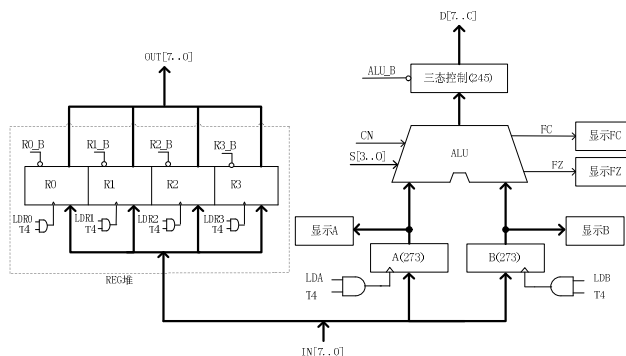 D[7..C]
OUT[7..0]
ALU_B
三态控制(245)
R0_B
R1_B
R2_B
R3_B
CN
S[3..0]
ALU
FC
显示FC
FZ
显示FZ
R0
R1
R2
R3
LDR0
T4
LDR1
T4
LDR2
T4
LDR3
T4
REG堆
显示A
显示B
A(273)
B(273)
LDA
T4
LDB
T4
IN[7..0]